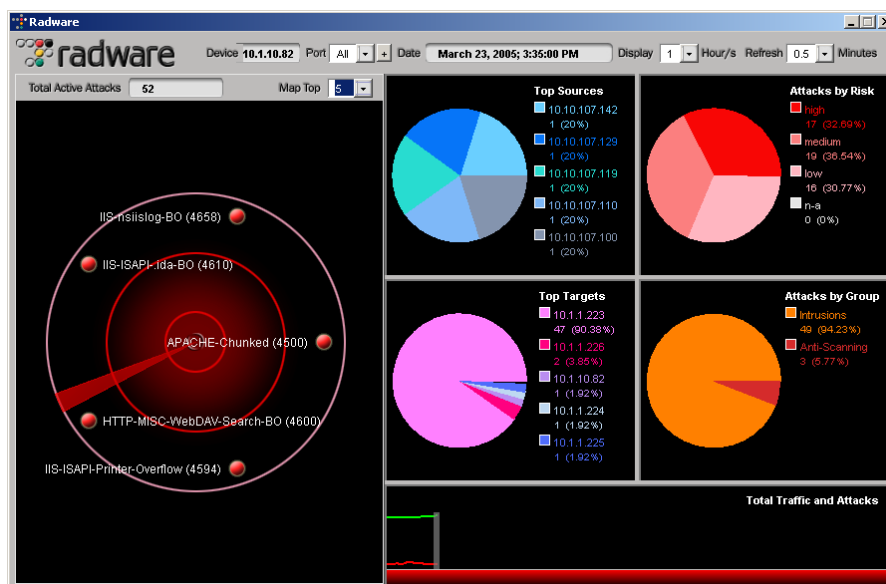 Radware
radware
Device 10.1.10.82 Port All + Date March 23, 2005; 3:35:00 PM Display 1 Hour/s Refresh 0.5 Minutes
Total Active Attacks 52 Map Top 5
IIS-nsiislog-BO (4658)
IIS-ISAPI-.ida-BO (4610)
APACHE-Chunked (4500)
HTTP-MISC-WebDAV-Search-BO (4600)
IIS-ISAPI-Printer-Overflow (4594)
Top Sources
10.10.107.142
1 (20%)
10.10.107.129
1 (20%)
10.10.107.119
1 (20%)
10.10.107.110
1 (20%)
10.10.107.100
1 (20%)
Attacks by Risk
high
17 (32.69%)
medium
19 (36.54%)
low
16 (30.77%)
n-a
0 (0%)
Top Targets
10.1.1.223
47 (90.38%)
10.1.1.226
2 (3.85%)
10.1.10.82
1 (1.92%)
10.1.1.224
1 (1.92%)
10.1.1.225
1 (1.92%)
Attacks by Group
Intrusions
49 (94.23%)
Anti-Scanning
3 (5.77%)
Total Traffic and Attacks